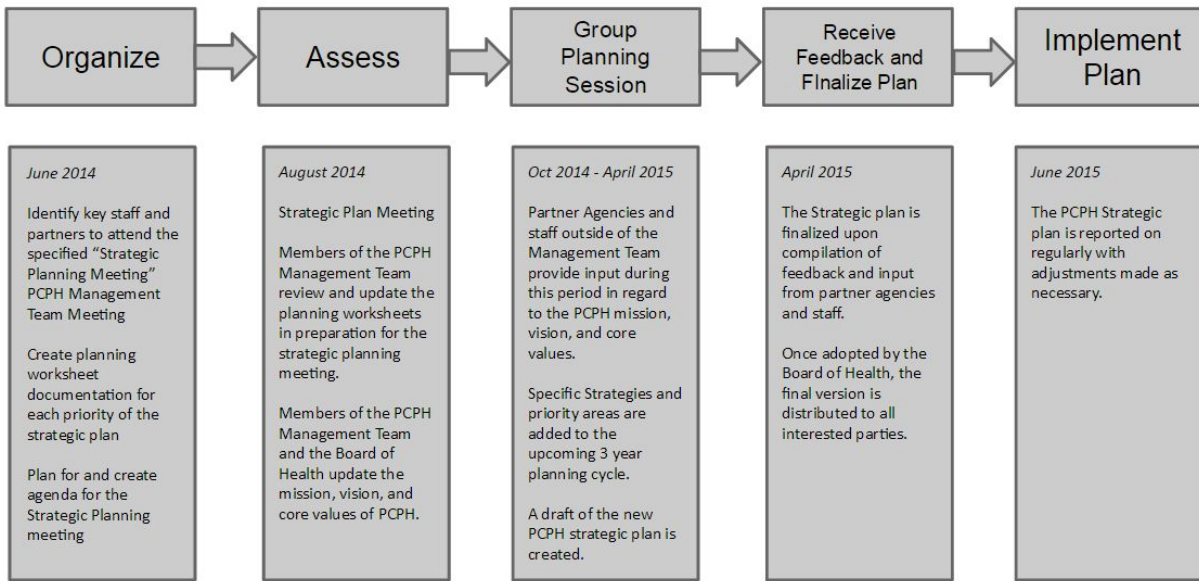 Organize
Assess
Group
Planning
Session
Receive
Feedback and
FInalize Plan
Implement
Plan
June 2014
Identify key staff and
partners to attend the
specified “Strategic
Planning Meeting”
PCPH Management
Team Meeting
Create planning
worksheet
documentation for
each priority of the
strategic plan
Plan for and create
agenda for the
Strategic Planning
meeting
August 2014
Strategic Plan Meeting
Members of the PCPH
Management Team
review and update the
planning worksheets
in preparation for the
strategic planning
meeting.
Members of the PCPH
Management Team
and the Board of
Health update the
mission, vision, and
core values of PCPH.
Oct 2014 - April 2015
Partner Agencies and
staff outside of the
Management Team
provide input during
this period in regard
to the PCPH mission,
vision, and core
values.
Specific Strategies and
priority areas are
added to the
upcoming 3 year
planning cycle.
A draft of the new
PCPH strategic plan is
created.
April 2015
The Strategic plan is
finalized upon
compilation of
feedback and input
from partner agencies
and staff.
Once adopted by the
Board of Health, the
final version is
distributed to all
interested parties.
June 2015
The PCPH Strategic
plan is reported on
regularly with
adjustments made as
necessary.